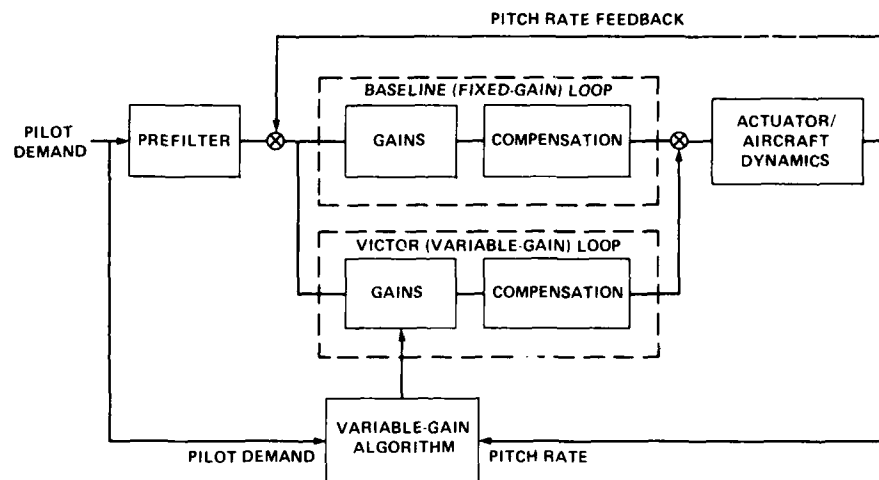 PITCH RATE FEEDBACK
BASELINE (FIXED-GAIN) LOOP
PILOT
DEMAND
PREFILTER
GAINS
COMPENSATION
ACTUATOR/
AIRCRAFT
DYNAMICS
VICTOR (VARIABLE-GAIN) LOOP
GAINS
COMPENSATION
VARIABLE-GAIN
ALGORITHM
PILOT DEMAND
PITCH RATE